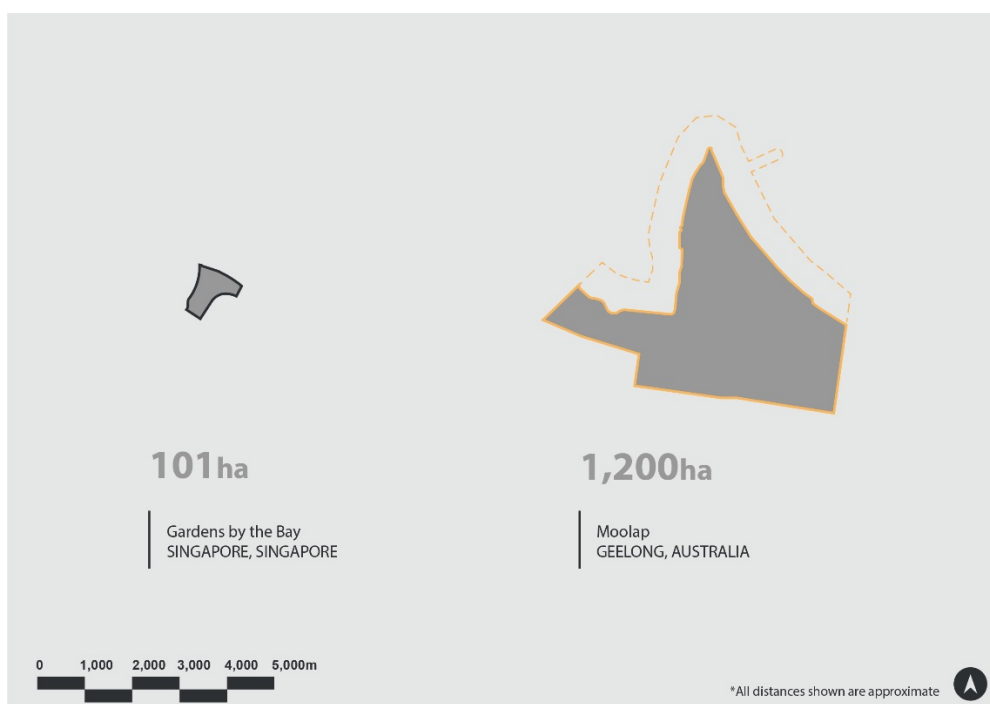 101ha
Gardens by the Bay
SINGAPORE, SINGAPORE
1,200ha
Moolap
GEELONG, AUSTRALIA
0 1,000 2,000 3,000 4,000 5,000m
*All distances shown are approximate